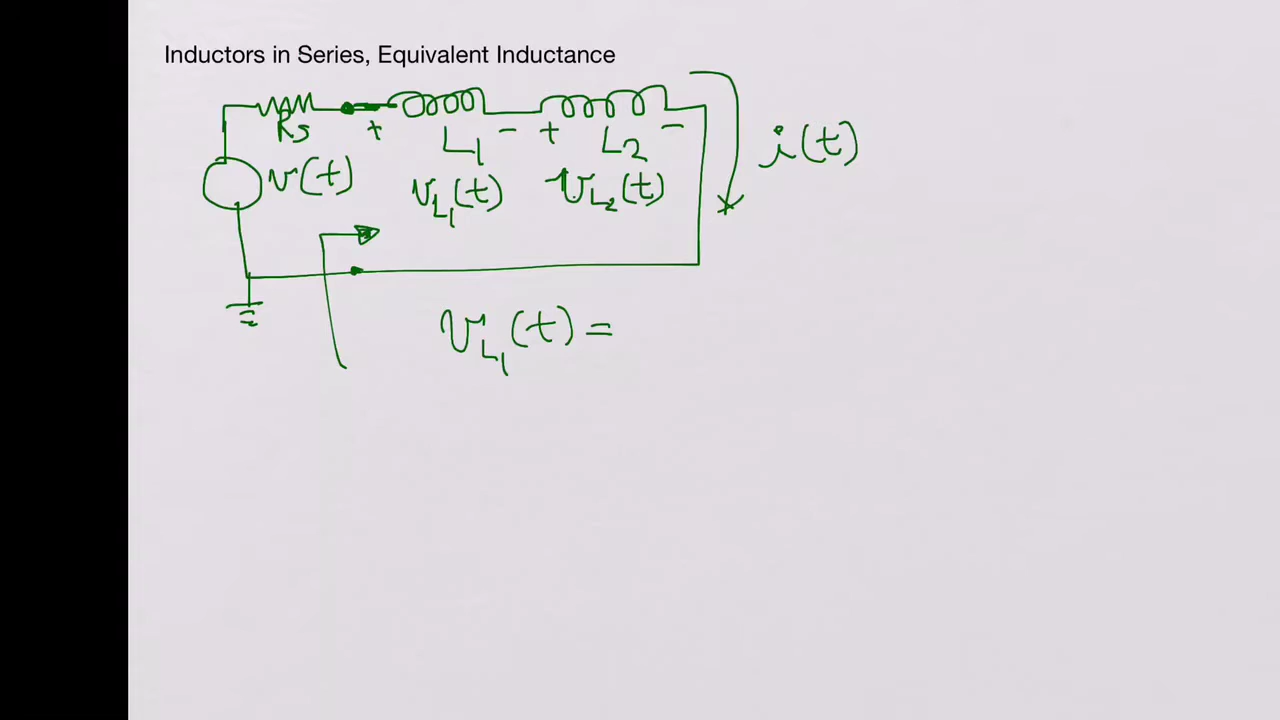 Inductors in Series, Equivalent Inductance
Rs + L1 - + L2 - i(t)
v(t) vL1(t) vL2(t)
vL1(t) =